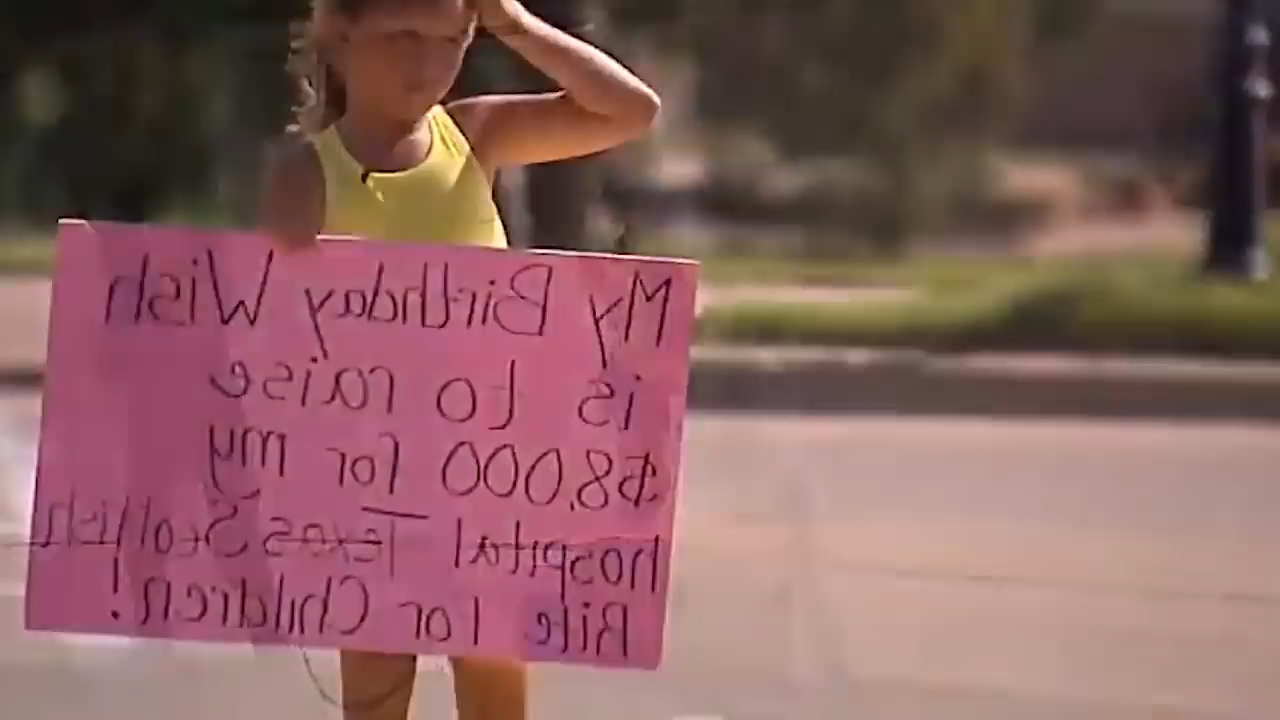 My Birthday Wish
is to raise
$8,000 for my
hospital Texas Scottish
Rite for Children!